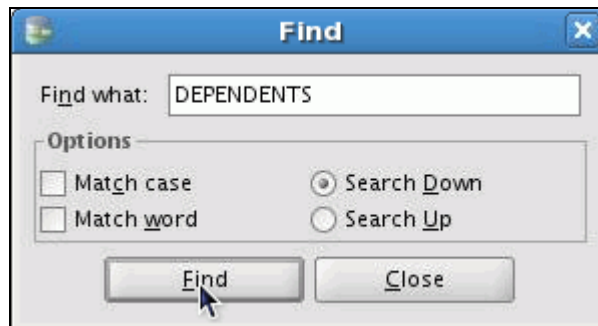 Find
Find what: DEPENDENTS
Options
Match case
Search Down
Match word
Search Up
Find
Close